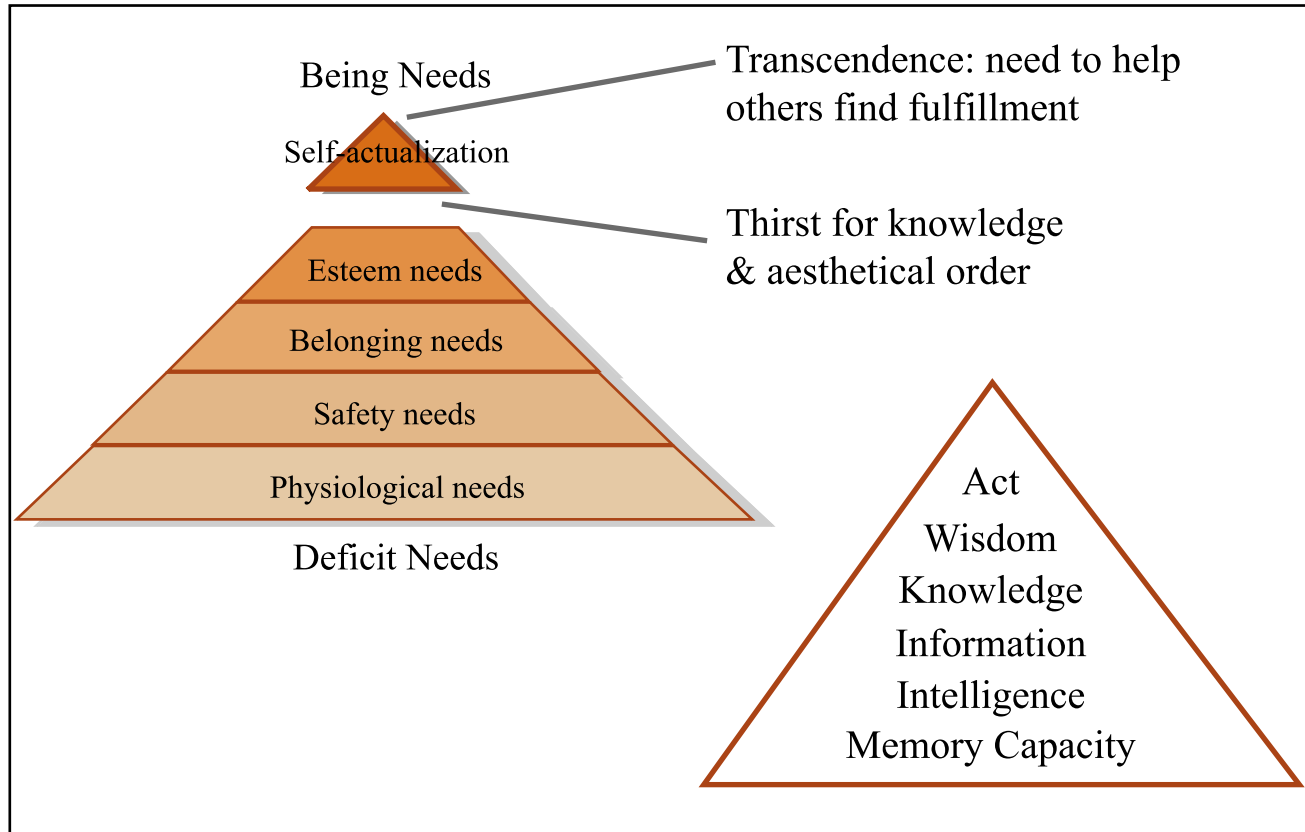 Being Needs
Self-actualization
Transcendence: need to help
others find fulfillment
Thirst for knowledge
& aesthetical order
Esteem needs
Belonging needs
Safety needs
Physiological needs
Deficit Needs
Act
Wisdom
Knowledge
Information
Intelligence
Memory Capacity